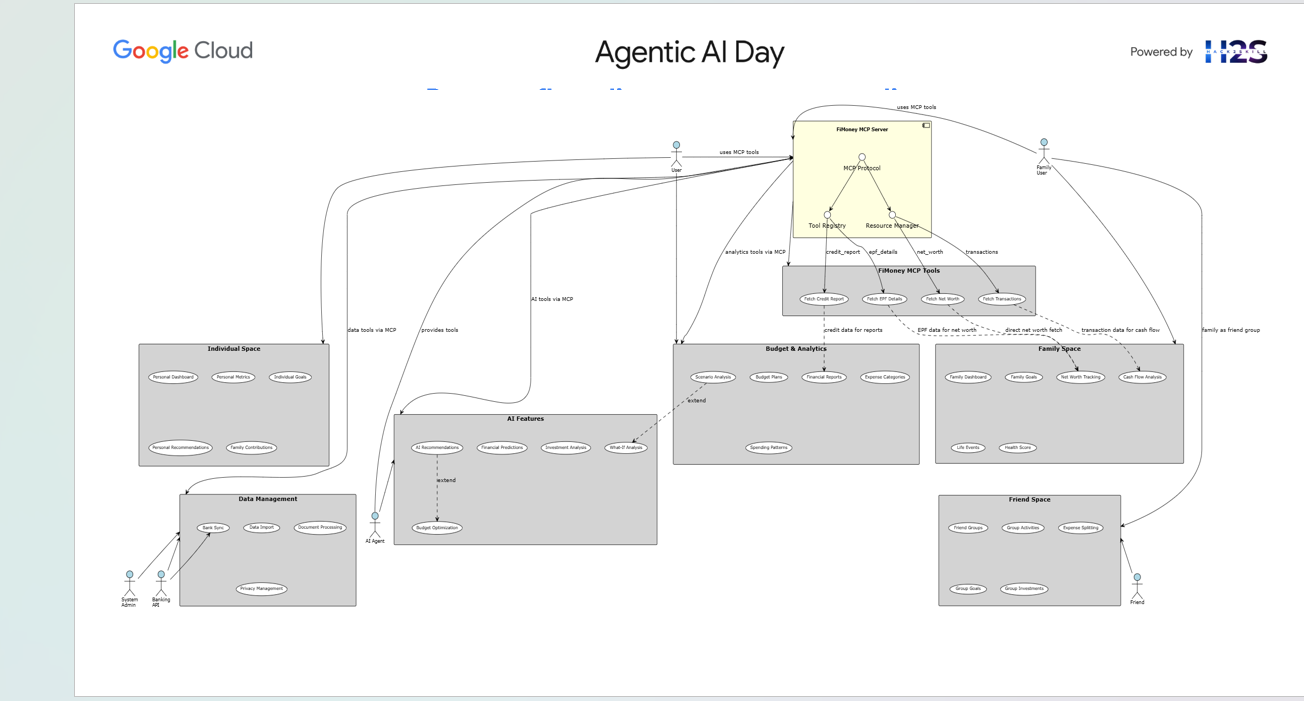 Google Cloud
Agentic AI Day
Powered by H2S
HACK2SKILL
uses MCP tools
FiMoney MCP Server
uses MCP tools
User
MCP Protocol
Family
User
Tool Registry
Resource Manager
analytics tools via MCP
credit_report
epf_details
net_worth
transactions
FiMoney MCP Tools
Fetch Credit Report
Fetch EPF Details
Fetch Net Worth
Fetch Transactions
AI tools via MCP
data tools via MCP
provides tools
credit data for reports
EPF data for net worth
direct net worth fetch
transaction data for cash flow
family as friend group
Individual Space
Personal Dashboard
Personal Metrics
Individual Goals
Personal Recommendations
Family Contributions
Budget & Analytics
Scenario Analysis
Budget Plans
Financial Reports
Expense Categories
Spending Patterns
extend
Family Space
Family Dashboard
Family Goals
Net Worth Tracking
Cash Flow Analysis
Life Events
Health Score
AI Features
AI Recommendations
Financial Predictions
Investment Analysis
What-If Analysis
extend
Budget Optimization
AI Agent
Data Management
Bank Sync
Data Import
Document Processing
Privacy Management
System
Admin
Banking
API
Friend Space
Friend Groups
Group Activities
Expense Splitting
Group Goals
Group Investments
Friend